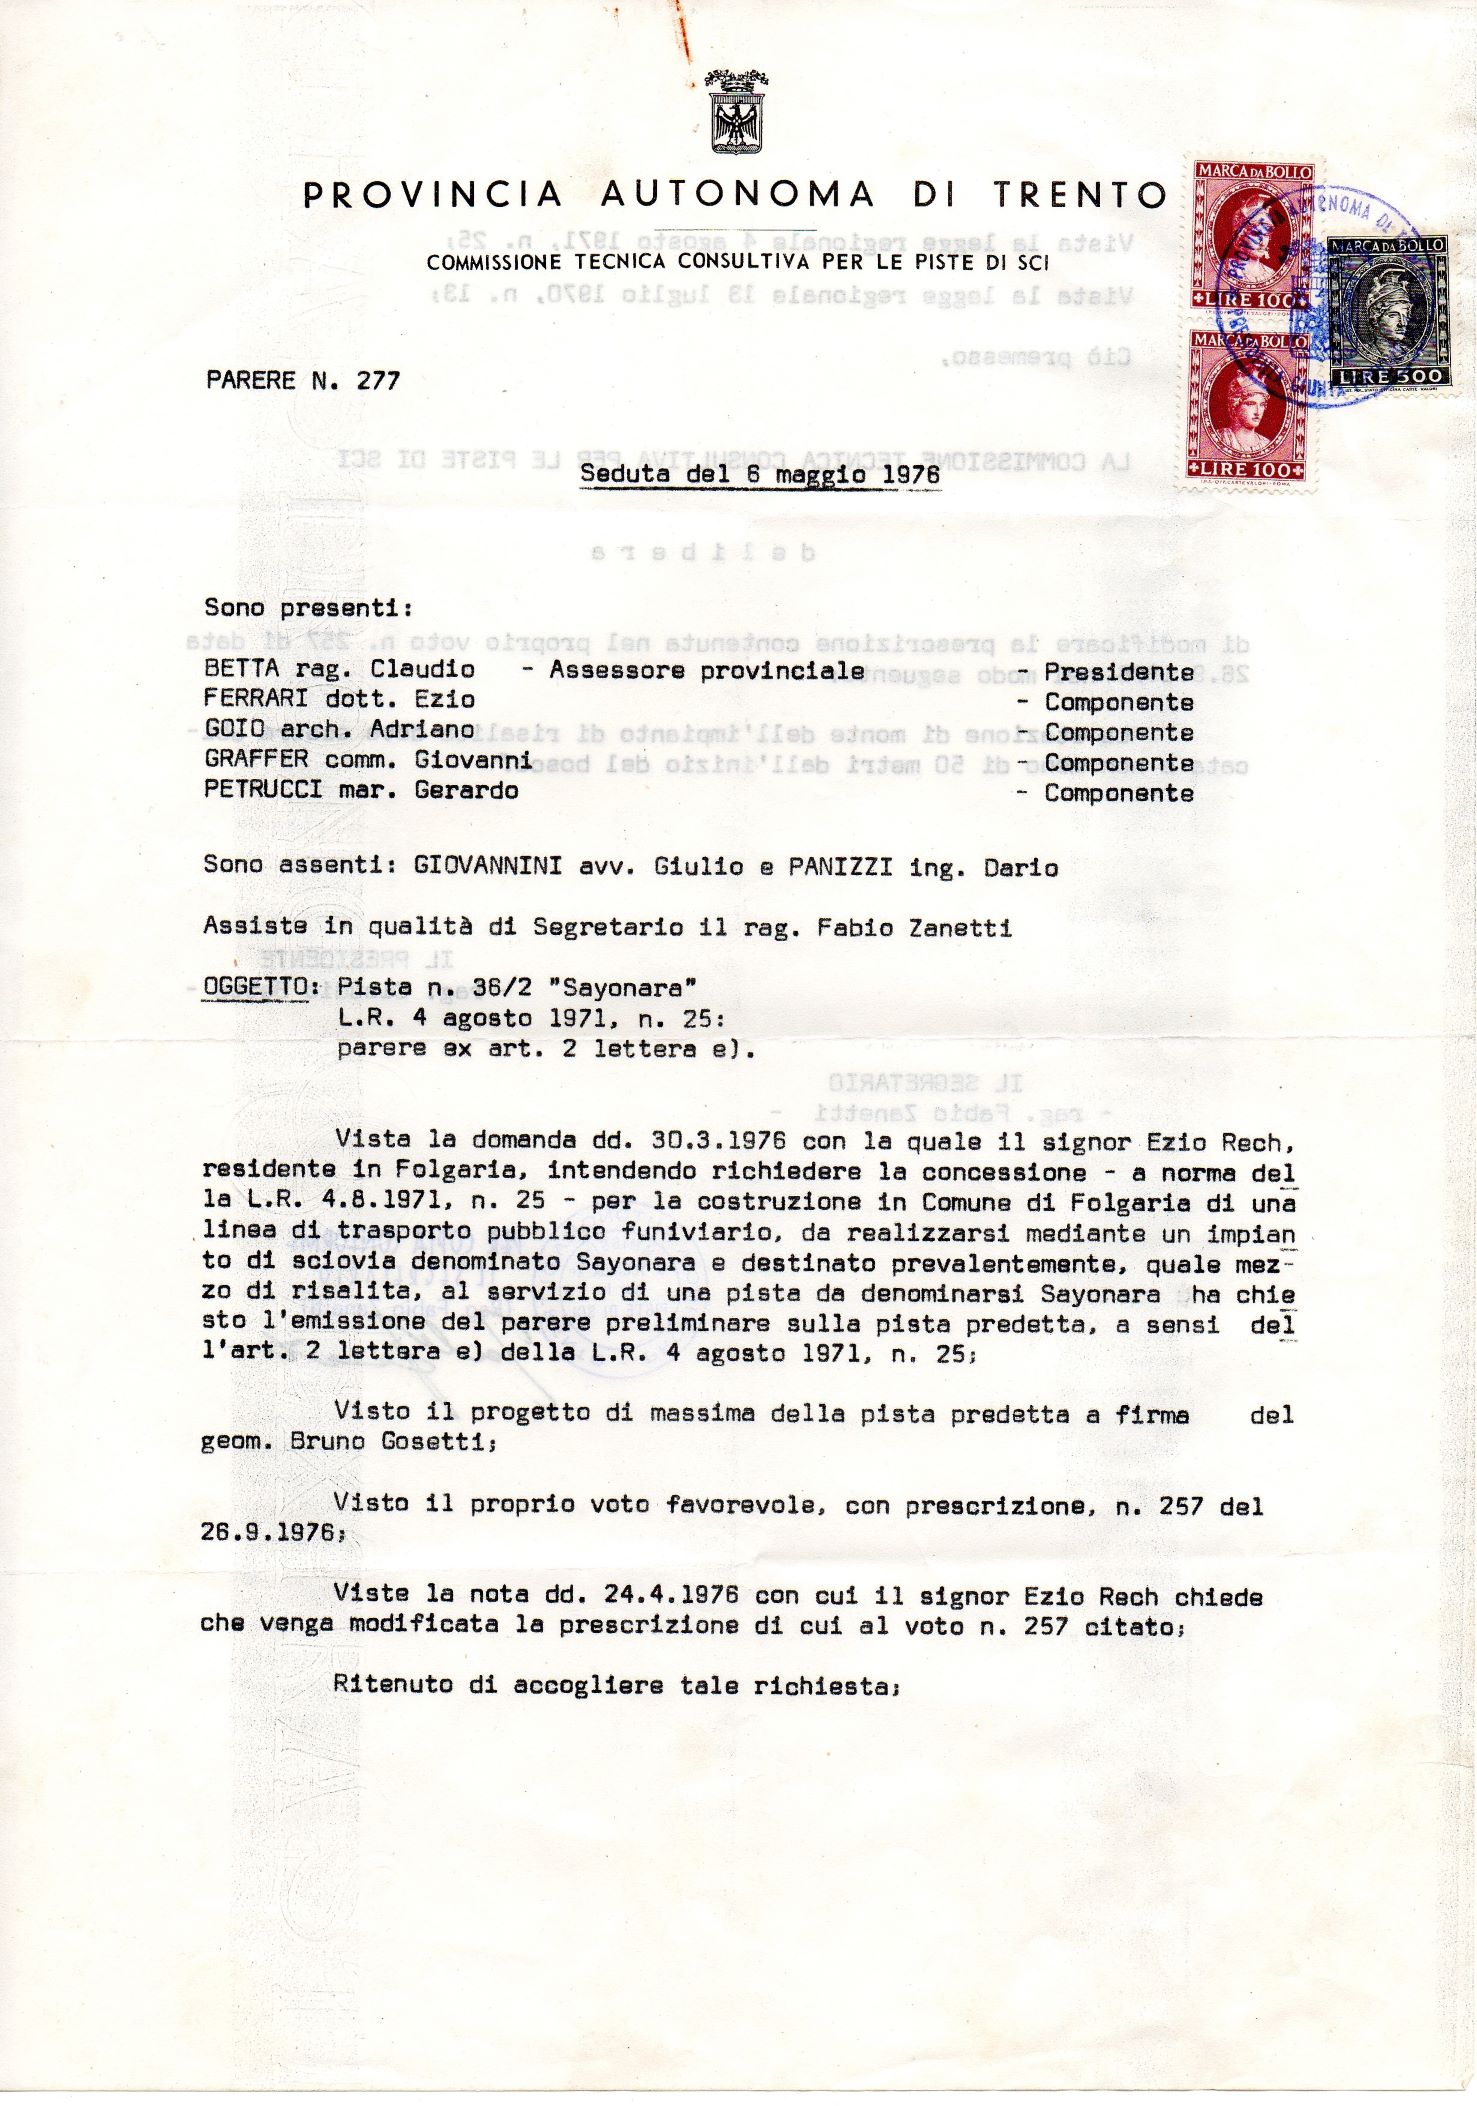 PROVINCIA AUTONOMA DI TRENTO
COMMISSIONE TECNICA CONSULTIVA PER LE PISTE DI SCI
MARCA DA BOLLO
LIRE 100
MARCA DA BOLLO
LIRE 500
MARCA DA BOLLO
LIRE 100
PARERE N. 277
Seduta del 6 maggio 1976
Sono presenti:
BETTA rag. Claudio - Assessore provinciale - Presidente
FERRARI dott. Ezio - Componente
GOIO arch. Adriano - Componente
GRAFFER comm. Giovanni - Componente
PETRUCCI mar. Gerardo - Componente
Sono assenti: GIOVANNINI avv. Giulio e PANIZZI ing. Dario
Assiste in qualità di Segretario il rag. Fabio Zanetti
OGGETTO: Pista n. 36/2 "Sayonara"
L.R. 4 agosto 1971, n. 25:
parere ex art. 2 lettera e).
Vista la domanda dd. 30.3.1976 con la quale il signor Ezio Rech,
residente in Folgaria, intendendo richiedere la concessione - a norma del
la L.R. 4.8.1971, n. 25 - per la costruzione in Comune di Folgaria di una
linea di trasporto pubblico funiviario, da realizzarsi mediante un impian
to di sciovia denominato Sayonara e destinato prevalentemente, quale mez-
zo di risalita, al servizio di una pista da denominarsi Sayonara ha chie
sto l'emissione del parere preliminare sulla pista predetta, a sensi del
l'art. 2 lettera e) della L.R. 4 agosto 1971, n. 25;
Visto il progetto di massima della pista predetta a firma del
geom. Bruno Gosetti;
Visto il proprio voto favorevole, con prescrizione, n. 257 del
26.9.1976;
Viste la nota dd. 24.4.1976 con cui il signor Ezio Rech chiede
che venga modificata la prescrizione di cui al voto n. 257 citato;
Ritenuto di accogliere tale richiesta;